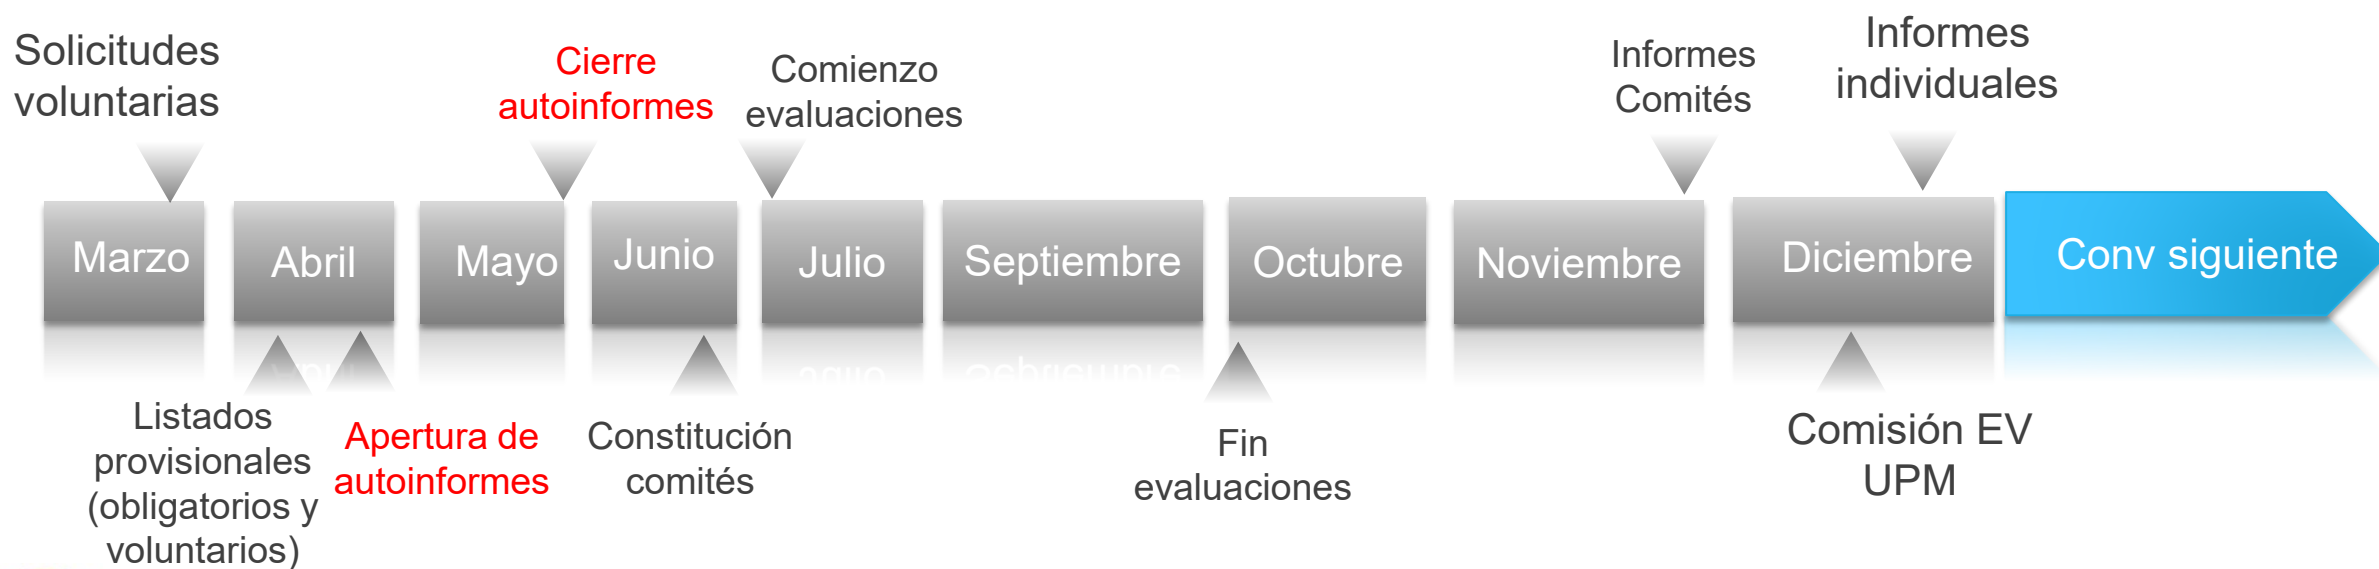 Solicitudes
voluntarias
Cierre
autoinformes
Comienzo
evaluaciones
Informes
Comités
Informes
individuales
Marzo
Abril
Mayo
Junio
Julio
Septiembre
Octubre
Noviembre
Diciembre
Conv siguiente
Listados
provisionales
(obligatorios y
voluntarios)
Apertura de
autoinformes
Constitución
comités
Fin
evaluaciones
Comisión EV
UPM